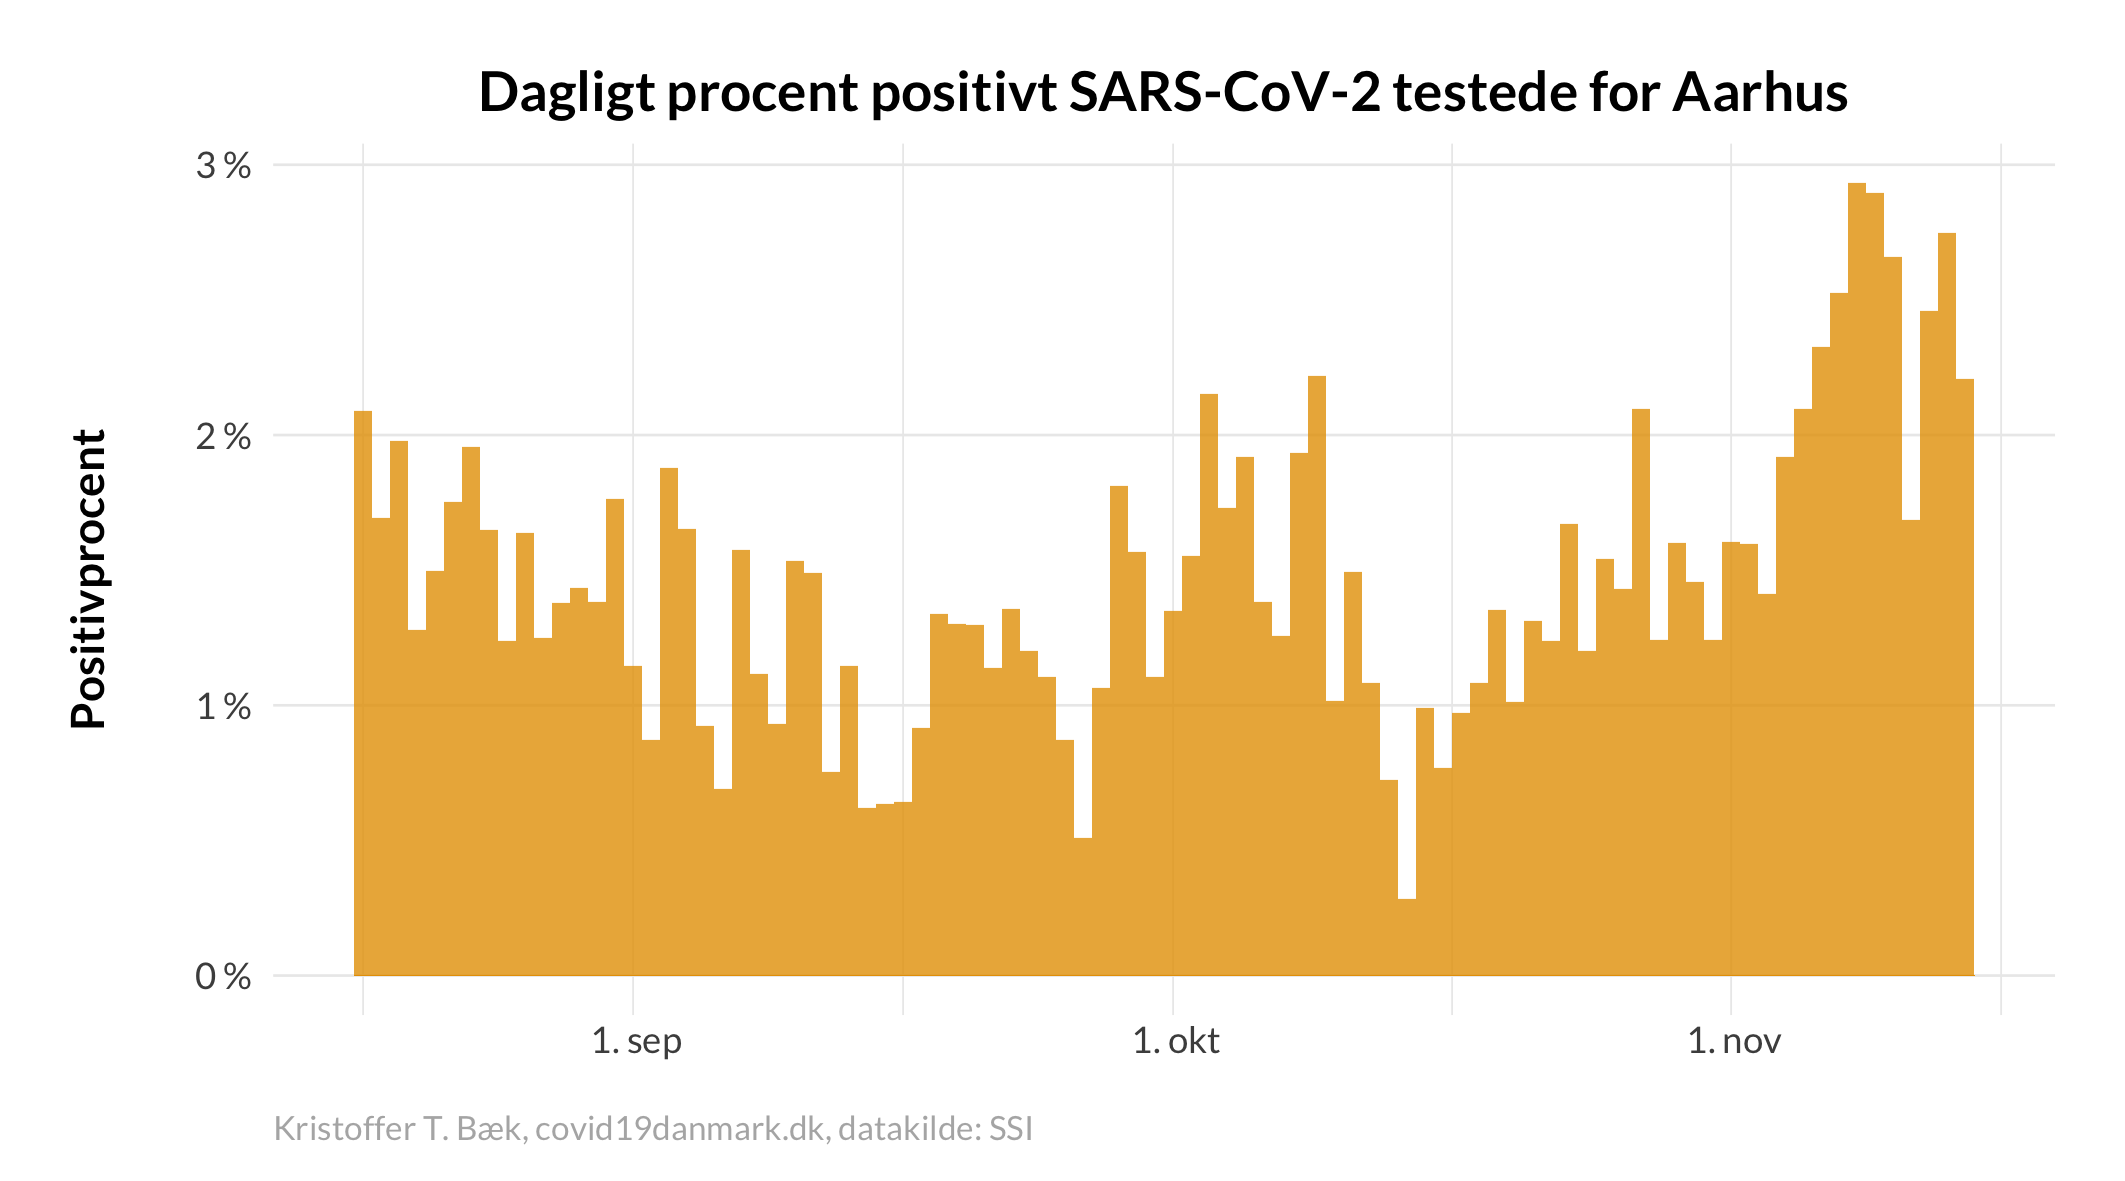 Dagligt procent positivt SARS-CoV-2 testede for Aarhus
Positivprocent
3 %
2 %
1 %
0 %
1. sep
1. okt
1. nov
Kristoffer T. Bæk, covid19danmark.dk, datakilde: SSI